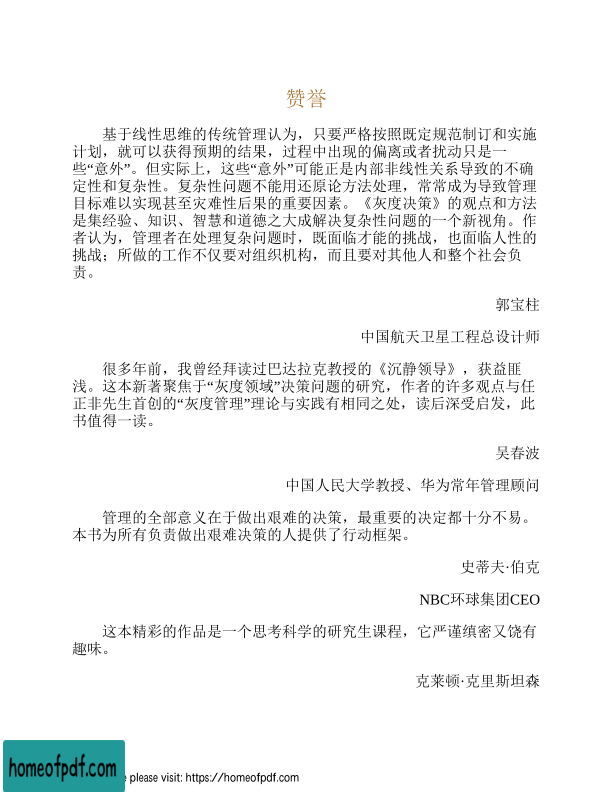 赞誉
基于线性思维的传统管理认为，只要严格按照既定规范制订和实施
计划，就可以获得预期的结果，过程中出现的偏离或者扰动只是一
些“意外”。但实际上，这些“意外”可能正是内部非线性关系导致的不确
定性和复杂性。复杂性问题不能用还原论方法处理，常常成为导致管理
目标难以实现甚至灾难性后果的重要因素。《灰度决策》的观点和方法
是集经验、知识、智慧和道德之大成解决复杂性问题的一个新视角。作
者认为，管理者在处理复杂问题时，既面临才能的挑战，也面临人性的
挑战；所做的工作不仅要对组织机构，而且要对其他人和整个社会负
责。
郭宝柱
中国航天卫星工程总设计师
很多年前，我曾经拜读过巴达拉克教授的《沉静领导》，获益匪
浅。这本新著聚焦于“灰度领域”决策问题的研究，作者的许多观点与任
正非先生首创的“灰度管理”理论与实践有相同之处，读后深受启发，此
书值得一读。
吴春波
中国人民大学教授、华为常年管理顾问
管理的全部意义在于做出艰难的决策，最重要的决定都十分不易。
本书为所有负责做出艰难决策的人提供了行动框架。
史蒂夫·伯克
NBC环球集团CEO
这本精彩的作品是一个思考科学的研究生课程，它严谨缜密又饶有
趣味。
克莱顿·克里斯坦森
homeofpdf.com
e please visit: https://homeofpdf.com